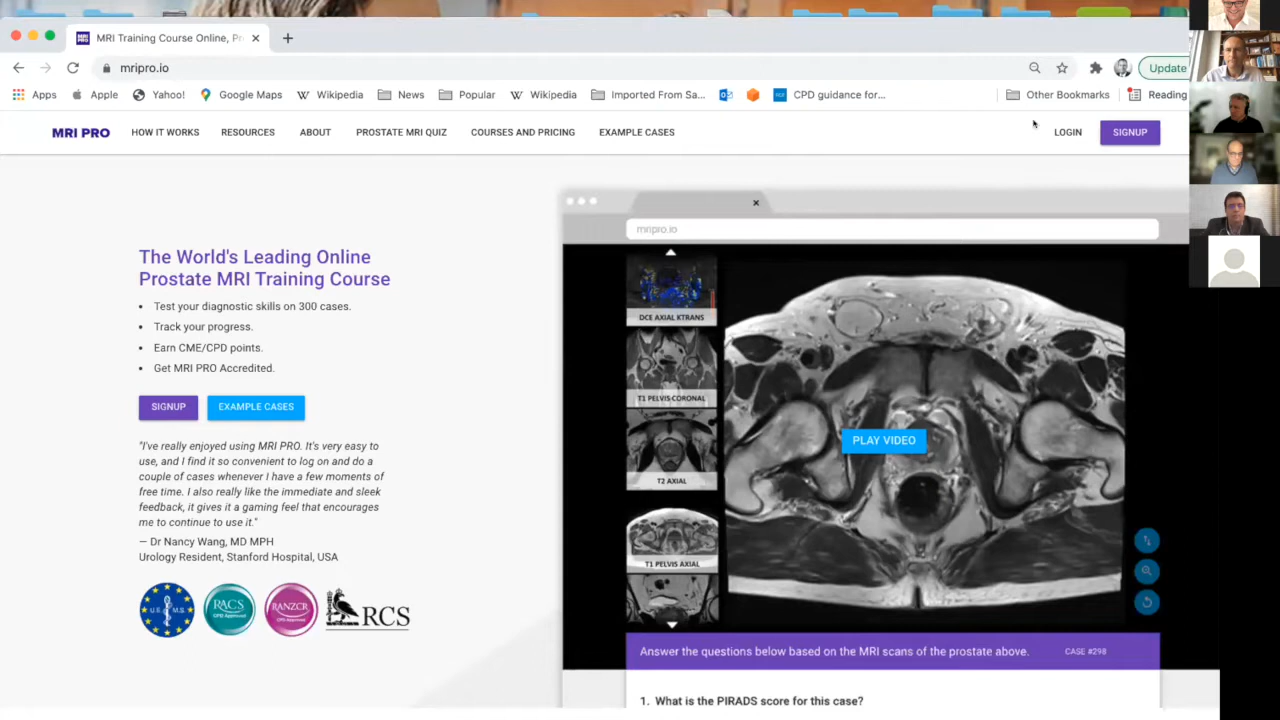 MRI Training Course Online, Pr
mripro.io
Update
Apps
Apple
Yahoo!
Google Maps
Wikipedia
News
Popular
Wikipedia
Imported From Sa...
CPD guidance for...
Other Bookmarks
Reading
MRI PRO
HOW IT WORKS
RESOURCES
ABOUT
PROSTATE MRI QUIZ
COURSES AND PRICING
EXAMPLE CASES
LOGIN
SIGNUP
The World's Leading Online
Prostate MRI Training Course
• Test your diagnostic skills on 300 cases.
• Track your progress.
• Earn CME/CPD points.
• Get MRI PRO Accredited.
SIGNUP
EXAMPLE CASES
"I've really enjoyed using MRI PRO. It's very easy to
use, and I find it so convenient to log on and do a
couple of cases whenever I have a few moments of
free time. I also really like the immediate and sleek
feedback, it gives it a gaming feel that encourages
me to continue to use it."
— Dr Nancy Wang, MD MPH
Urology Resident, Stanford Hospital, USA
U.E.M.S.
RACS
CPD Approved
RANZCR
CPD Approved
RCS
mripro.io
DCE AXIAL KTRANS
T1 PELVIS CORONAL
T2 AXIAL
T1 PELVIS AXIAL
PLAY VIDEO
Answer the questions below based on the MRI scans of the prostate above.
CASE #298
1. What is the PIRADS score for this case?